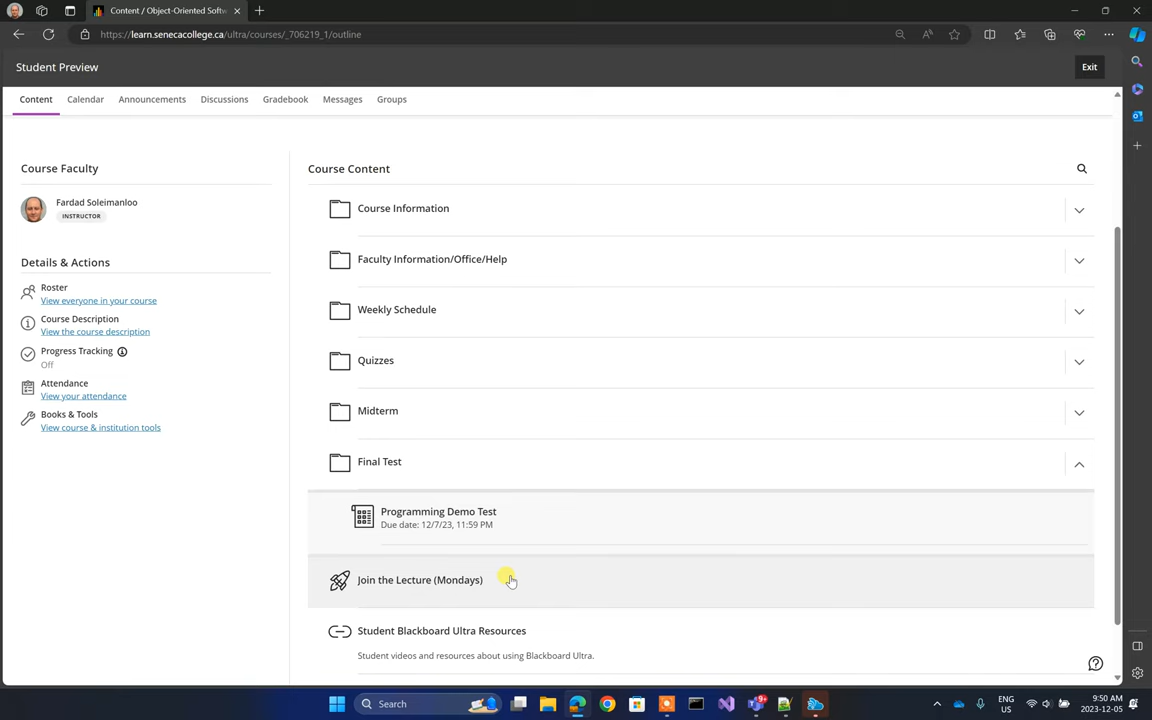 Content / Object-Oriented Softw
https://learn.senecacollege.ca/ultra/courses/_706219_1/outline
Student Preview
Exit
Content
Calendar
Announcements
Discussions
Gradebook
Messages
Groups
Course Faculty
Fardad Soleimanloo
INSTRUCTOR
Details & Actions
Roster
View everyone in your course
Course Description
View the course description
Progress Tracking
Off
Attendance
View your attendance
Books & Tools
View course & institution tools
Course Content
Course Information
Faculty Information/Office/Help
Weekly Schedule
Quizzes
Midterm
Final Test
Programming Demo Test
Due date: 12/7/23, 11:59 PM
Join the Lecture (Mondays)
Student Blackboard Ultra Resources
Student videos and resources about using Blackboard Ultra.
Search
ENG
US
9:50 AM
2023-12-05